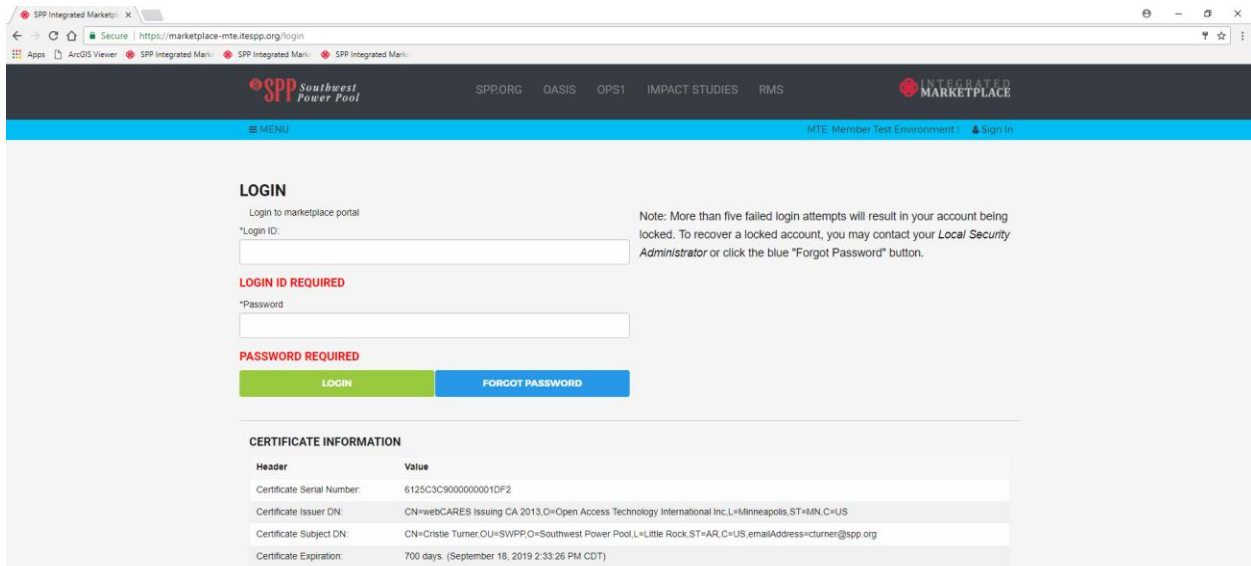 SPP Integrated Marketpl
Secure | https://marketplace-mte.itespp.org/login
Apps ArcGIS Viewer SPP Integrated Mark SPP Integrated Mark SPP Integrated Mark
SPP Southwest Power Pool
SPP.ORG OASIS OPS1 IMPACT STUDIES RMS
INTEGRATED MARKETPLACE
MENU
MTE: Member Test Environment | Sign In
LOGIN
Login to marketplace portal
*Login ID:
LOGIN ID REQUIRED
*Password
PASSWORD REQUIRED
LOGIN FORGOT PASSWORD
Note: More than five failed login attempts will result in your account being
locked. To recover a locked account, you may contact your Local Security
Administrator or click the blue "Forgot Password" button.
CERTIFICATE INFORMATION
Header Value
Certificate Serial Number: 6125C3C9000000001DF2
Certificate Issuer DN: CN=webCARES Issuing CA 2013,O=Open Access Technology International Inc,L=Minneapolis,ST=MN,C=US
Certificate Subject DN: CN=Cristie Turner,OU=SWPP,O=Southwest Power Pool,L=Little Rock,ST=AR,C=US,emailAddress=cturner@spp.org
Certificate Expiration: 700 days. (September 18, 2019 2:33:26 PM CDT)